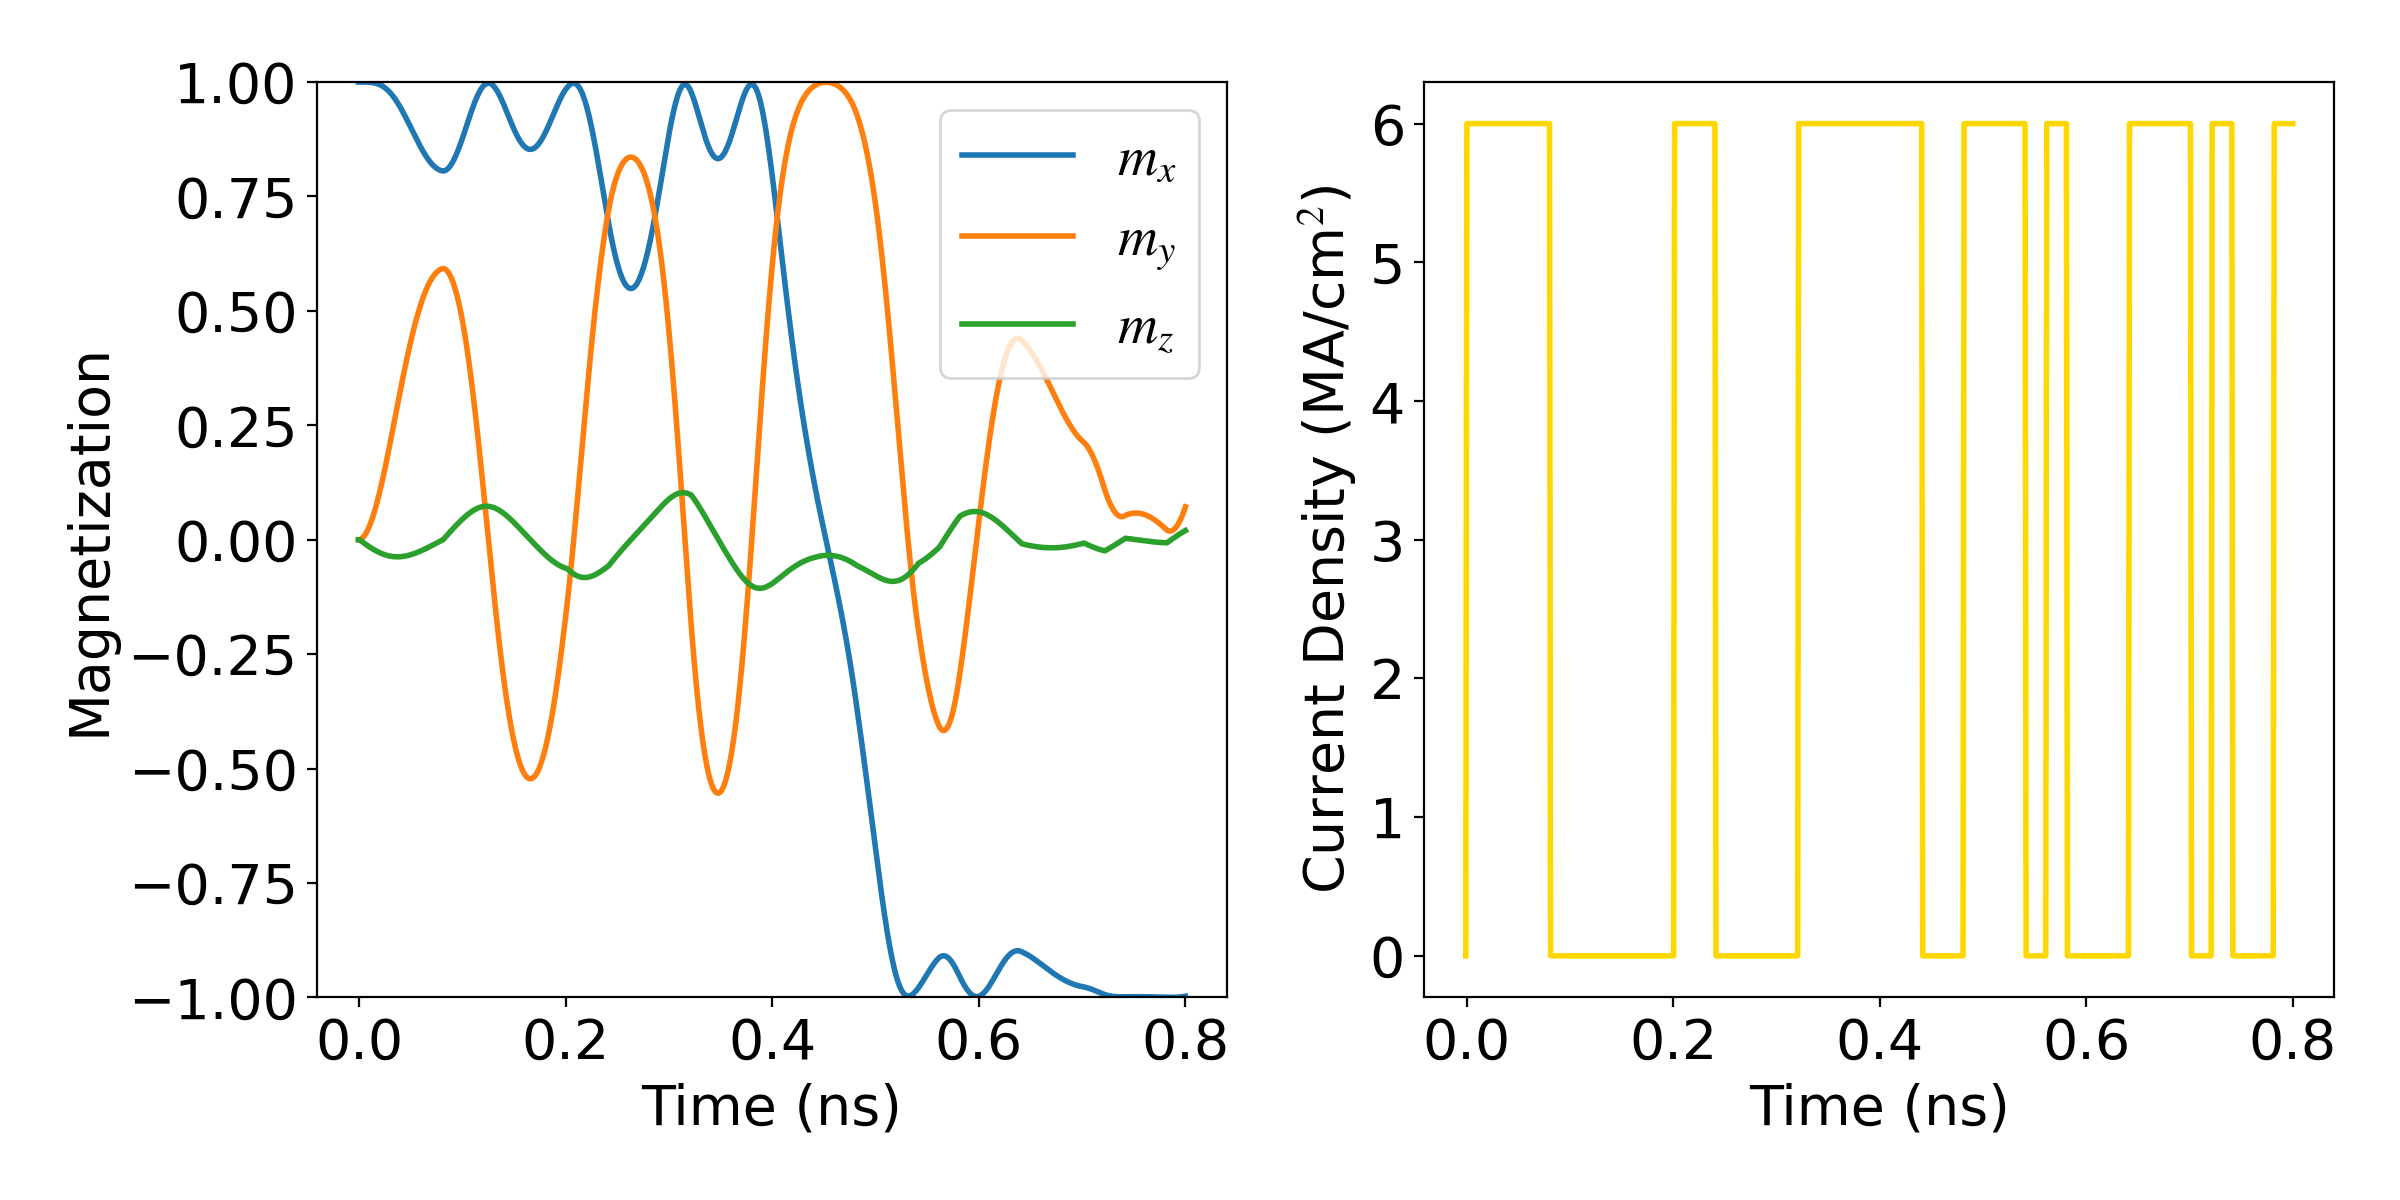 Magnetization
1.00
0.75
0.50
0.25
0.00
−0.25
−0.50
−0.75
−1.00
0.0 0.2 0.4 0.6 0.8
Time (ns)
mₓ
m_y
m_z
Current Density (MA/cm²)
6
5
4
3
2
1
0
0.0 0.2 0.4 0.6 0.8
Time (ns)